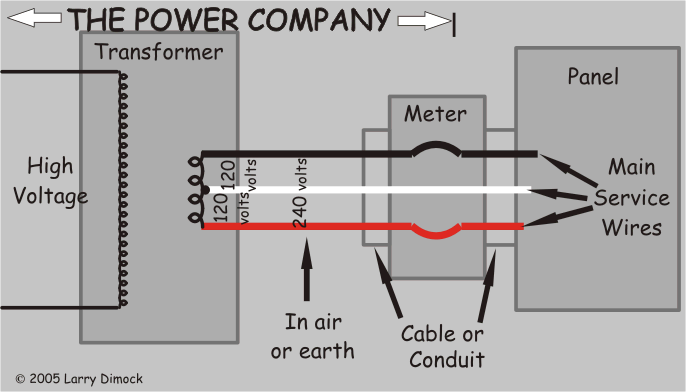 THE POWER COMPANY
Transformer
Panel
Meter
High
Voltage
120
volts
120
volts
240 volts
Main
Service
Wires
In air
or earth
Cable or
Conduit
© 2005 Larry Dimock